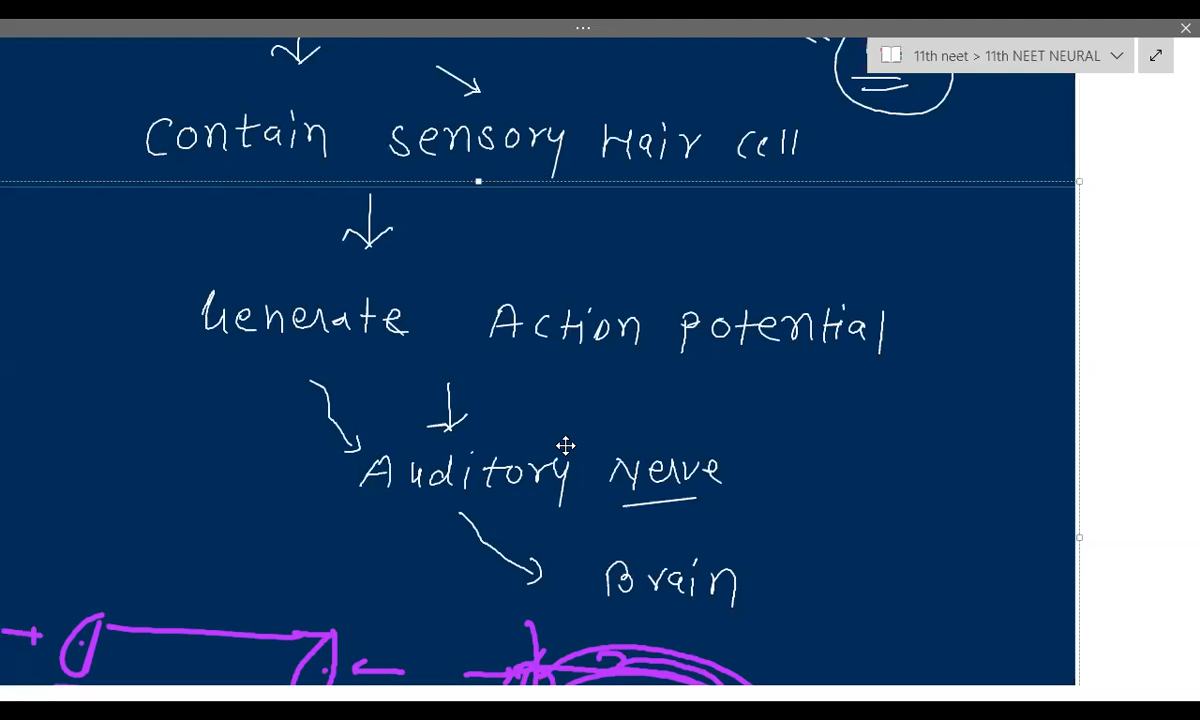 11th neet > 11th NEET NEURAL
Contain sensory Hair cell
Generate Action potential
Auditory Nerve
Brain